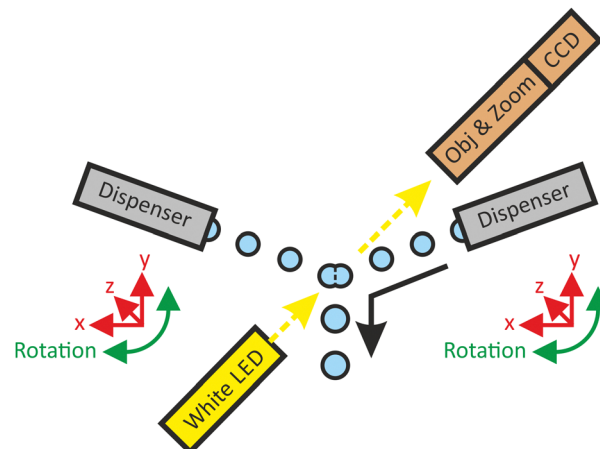 CCD
Obj & Zoom
Dispenser
Dispenser
y
z
x
Rotation
y
z
x
Rotation
White LED